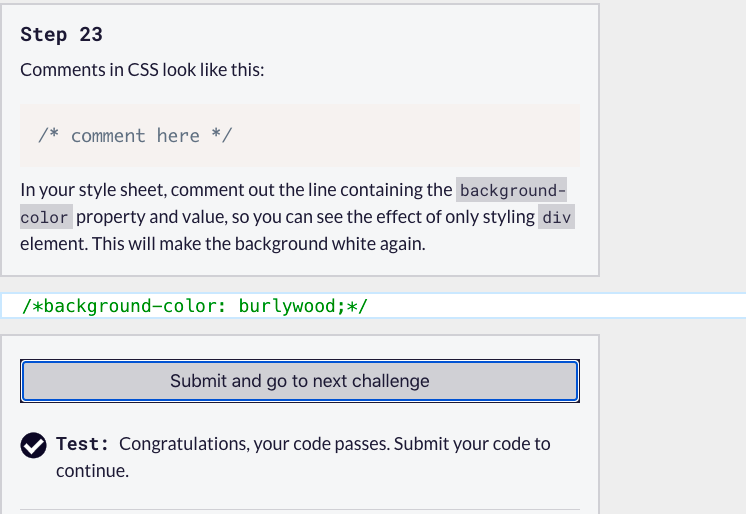 Step 23
Comments in CSS look like this:
/* comment here */
In your style sheet, comment out the line containing the background-
color property and value, so you can see the effect of only styling div
element. This will make the background white again.
/*background-color: burlywood;*/
Submit and go to next challenge
Test: Congratulations, your code passes. Submit your code to
continue.